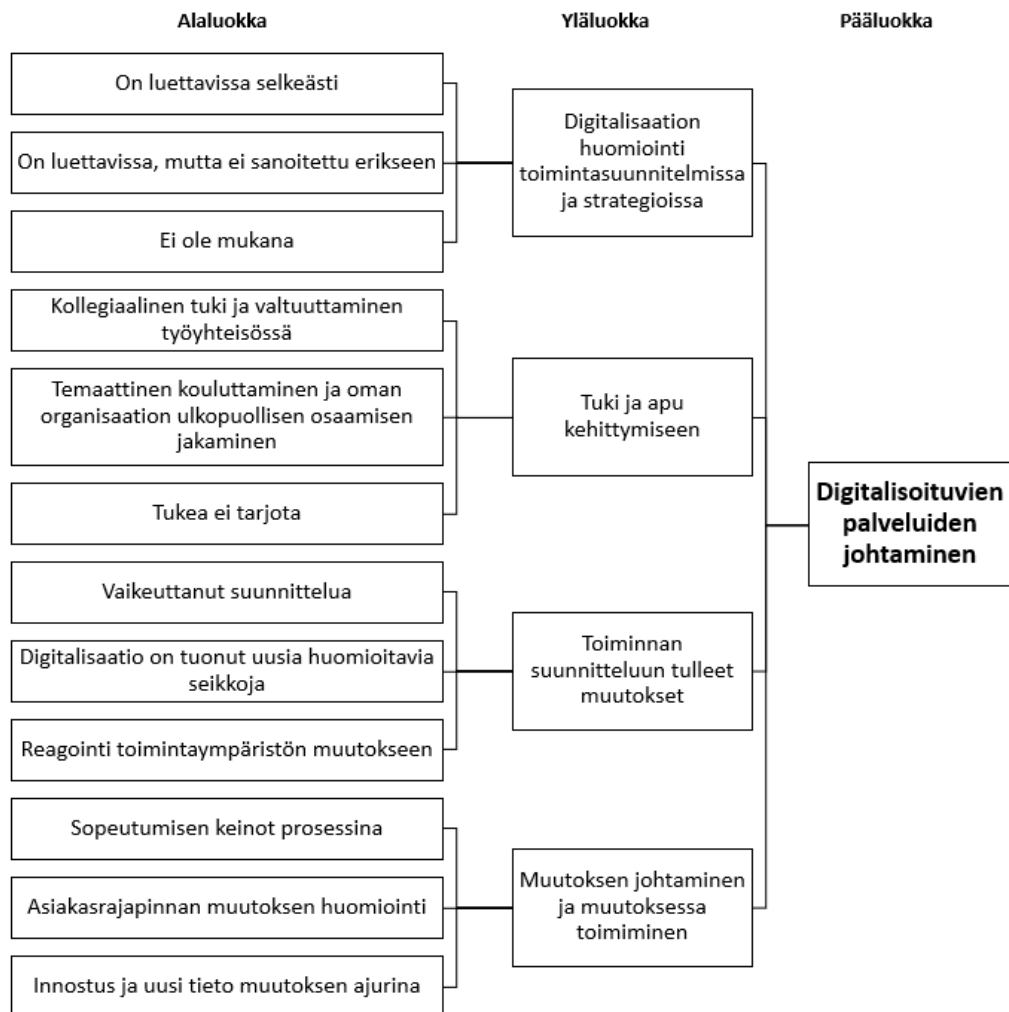 Alaluokka
Yläluokka
Pääluokka
On luettavissa selkeästi
On luettavissa, mutta ei sanoitettu erikseen
Ei ole mukana
Digitalisaation
huomiointi
toimintasuunnitelmissa
ja strategioissa
Kollegiaalinen tuki ja valtuuttaminen
työyhteisössä
Temaattinen kouluttaminen ja oman
organisaation ulkopuollisen osaamisen
jakaminen
Tukea ei tarjota
Tuki ja apu
kehittymiseen
Vaikeuttanut suunnittelua
Digitalisaatio on tuonut uusia huomioitavia
seikkoja
Reagointi toimintaympäristön muutokseen
Toiminnan
suunnitteluun tulleet
muutokset
Sopeutumisen keinot prosessina
Asiakasrajapinnan muutoksen huomiointi
Innostus ja uusi tieto muutoksen ajurina
Muutoksen johtaminen
ja muutoksessa
toimiminen
Digitalisoituvien
palveluiden
johtaminen